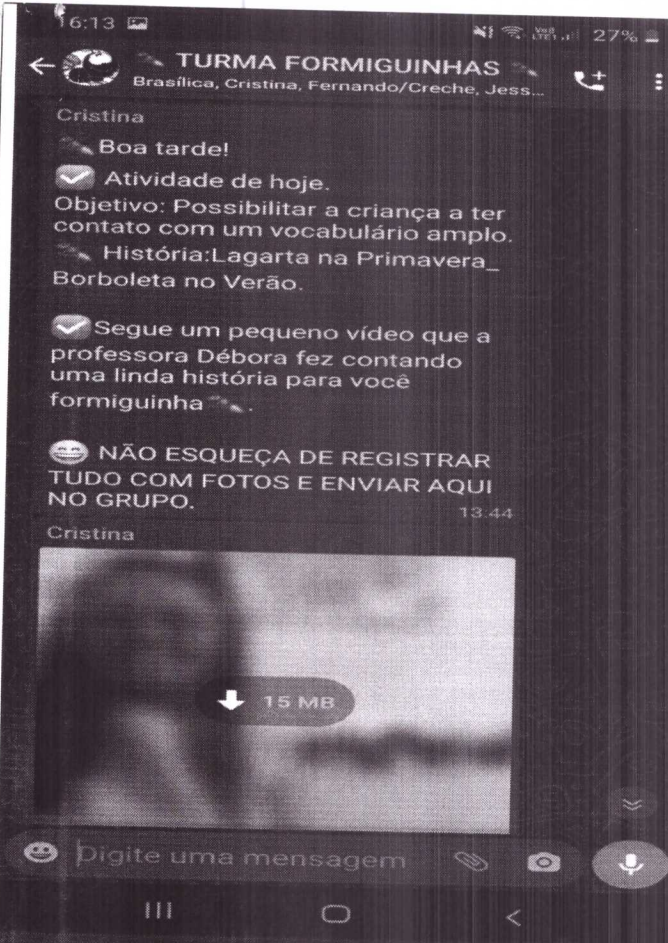 16:13 27%
TURMA FORMIGUINHAS
Brasílica, Cristina, Fernando/Creche, Jess...
Cristina
Boa tarde!
Atividade de hoje.
Objetivo: Possibilitar a criança a ter
contato com um vocabulário amplo.
História:Lagarta na Primavera_
Borboleta no Verão.
Segue um pequeno vídeo que a
professora Débora fez contando
uma linda história para você
formiguinha .
NÃO ESQUEÇA DE REGISTRAR
TUDO COM FOTOS E ENVIAR AQUI
NO GRUPO.
13:44
Cristina
15 MB
Digite uma mensagem